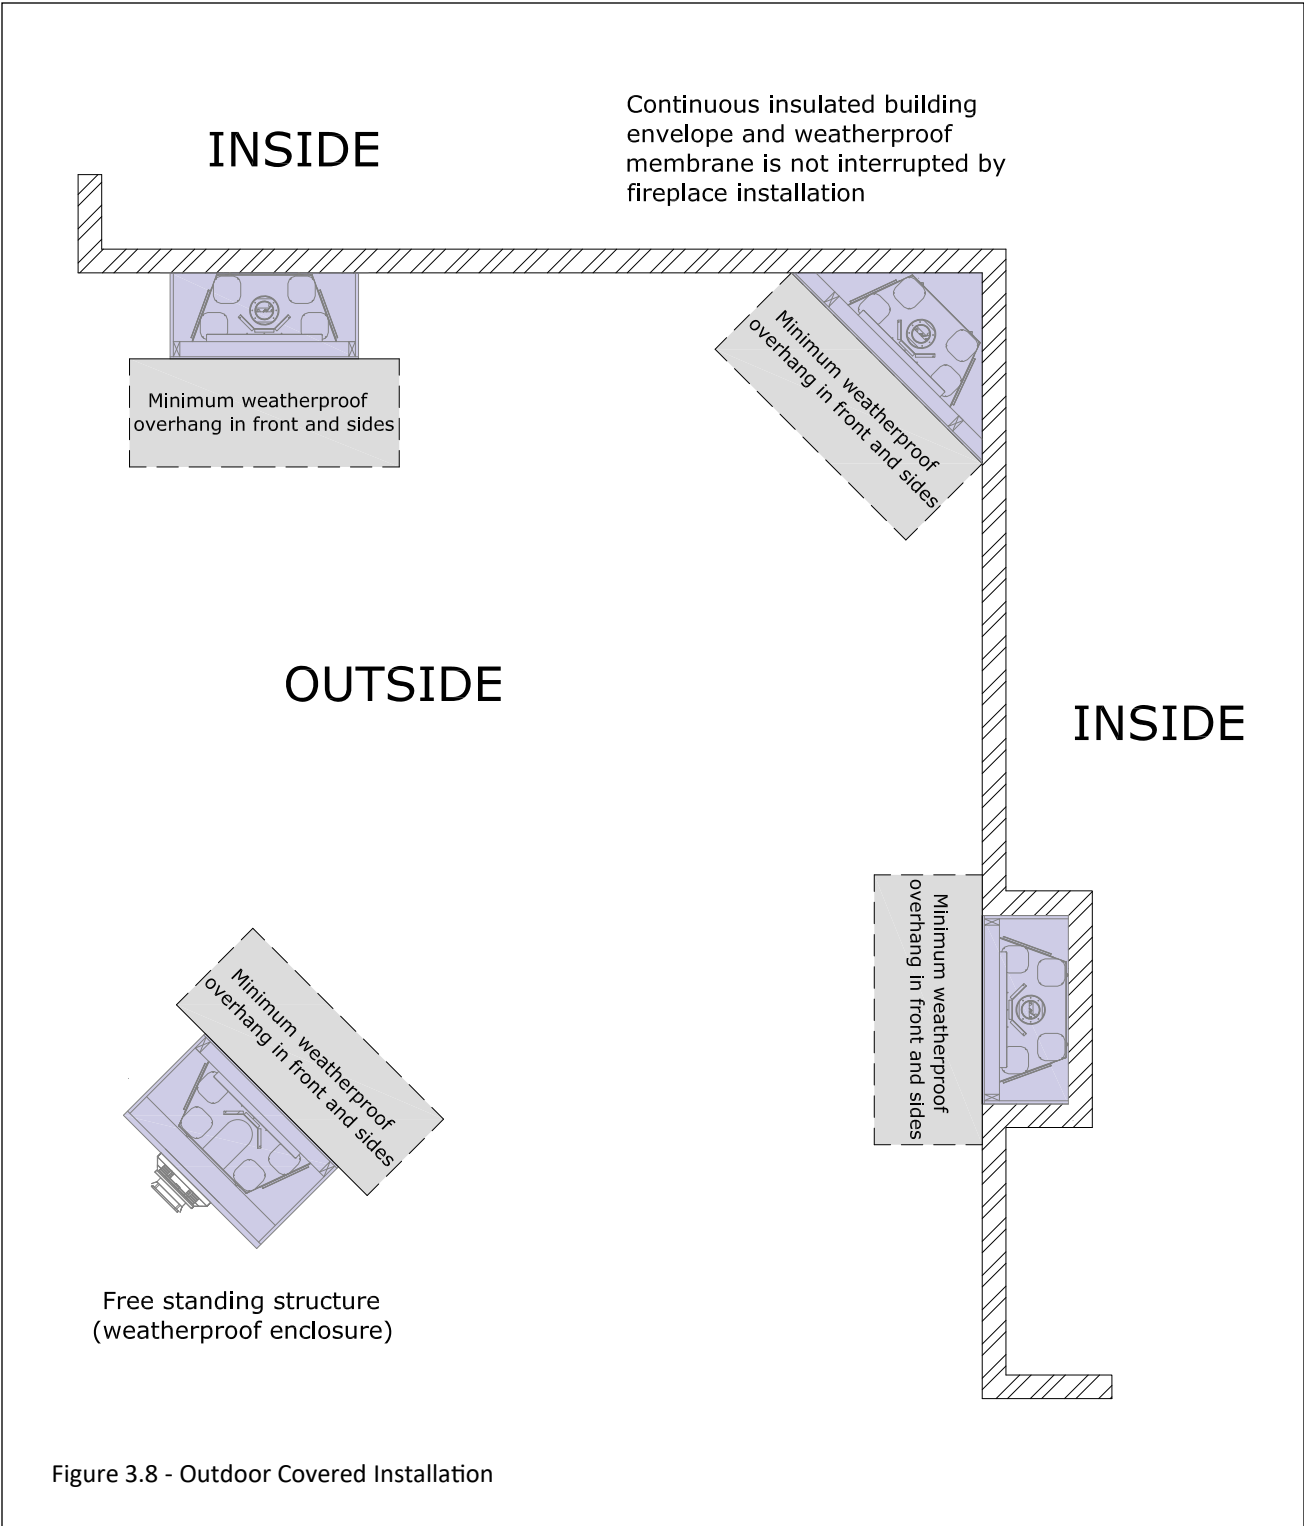 INSIDE
Continuous insulated building
envelope and weatherproof
membrane is not interrupted by
fireplace installation
Minimum weatherproof
overhang in front and sides
Minimum weatherproof
overhang in front and sides
OUTSIDE
INSIDE
Minimum weatherproof
overhang in front and sides
Minimum weatherproof
overhang in front and sides
Free standing structure
(weatherproof enclosure)
Figure 3.8 - Outdoor Covered Installation